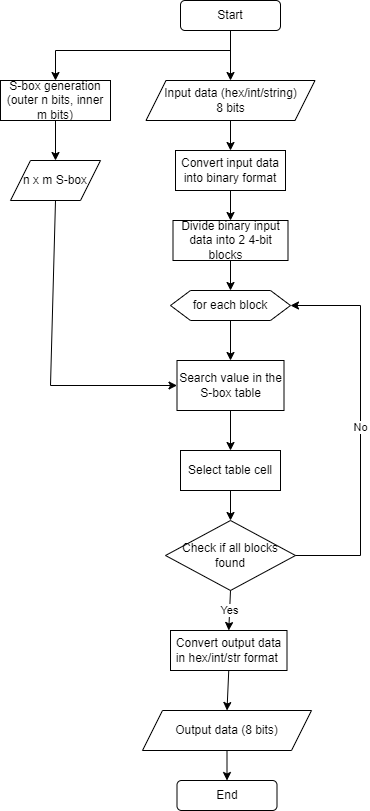 Start
S-box generation
(outer n bits, inner
m bits)
Input data (hex/int/string)
8 bits
Convert input data
into binary format
n x m S-box
Divide binary input
data into 2 4-bit
blocks
for each block
Search value in the
S-box table
No
Select table cell
Check if all blocks
found
Yes
Convert output data
in hex/int/str format
Output data (8 bits)
End